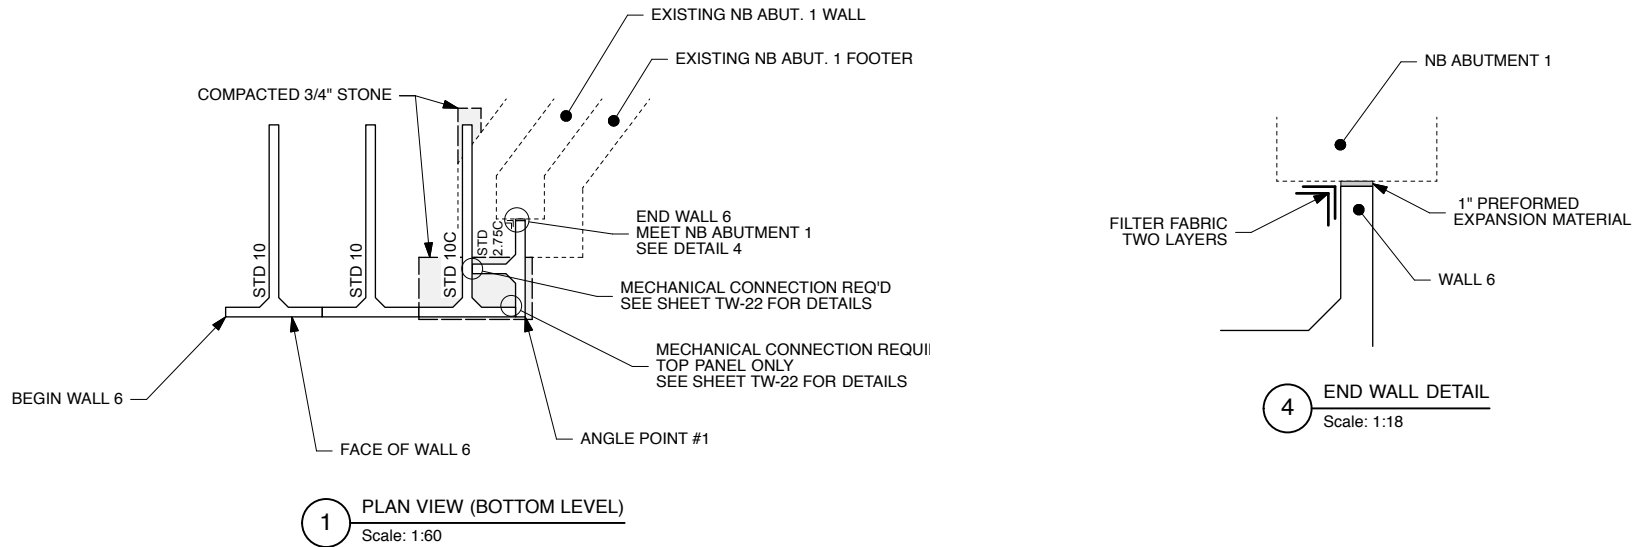 EXISTING NB ABUT. 1 WALL
EXISTING NB ABUT. 1 FOOTER
COMPACTED 3/4" STONE
STD 10
STD 10
STD 10C
STD
2.75C
END WALL 6
MEET NB ABUTMENT 1
SEE DETAIL 4
MECHANICAL CONNECTION REQ'D
SEE SHEET TW-22 FOR DETAILS
MECHANICAL CONNECTION
TOP PANEL ONLY
SEE SHEET TW-22 FOR DETAILS
BEGIN WALL 6
FACE OF WALL 6
ANGLE POINT #1
1
PLAN VIEW (BOTTOM LEVEL)
Scale: 1:60
NB ABUTMENT 1
FILTER FABRIC
TWO LAYERS
1" PREFORMED
EXPANSION MATERIAL
WALL 6
4
END WALL DETAIL
Scale: 1:18